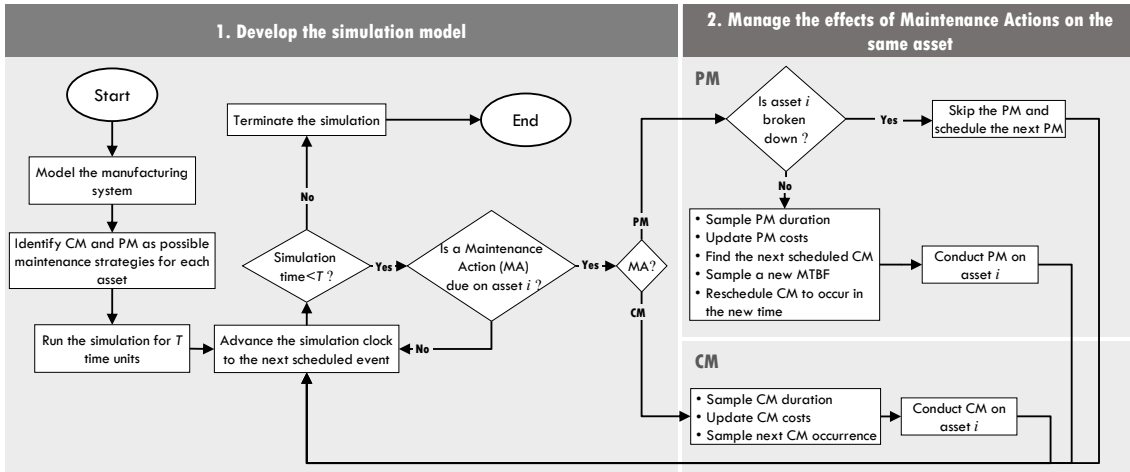 1. Develop the simulation model
2. Manage the effects of Maintenance Actions on the
same asset
Start
Model the manufacturing
system
Identify CM and PM as possible
maintenance strategies for each
asset
Run the simulation for T
time units
Terminate the simulation
End
No
Simulation
time<T ?
Yes
Is a Maintenance
Action (MA)
due on asset i ?
Yes
No
Advance the simulation clock
to the next scheduled event
MA?
PM
CM
PM
Is asset i
broken
down ?
Yes
Skip the PM and
schedule the next PM
No
• Sample PM duration
• Update PM costs
• Find the next scheduled CM
• Sample a new MTBF
• Reschedule CM to occur in
the new time
Conduct PM on
asset i
CM
• Sample CM duration
• Update CM costs
• Sample next CM occurrence
Conduct CM on
asset i